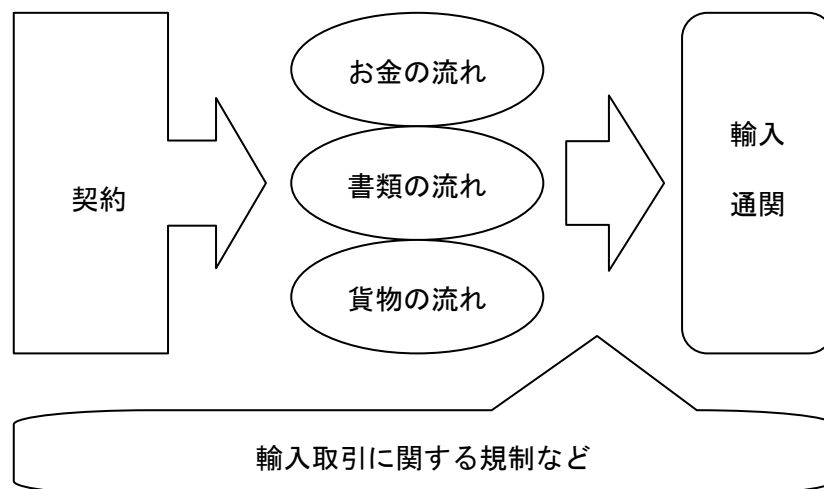 契約
お金の流れ
書類の流れ
貨物の流れ
輸入
通関
輸入取引に関する規制など